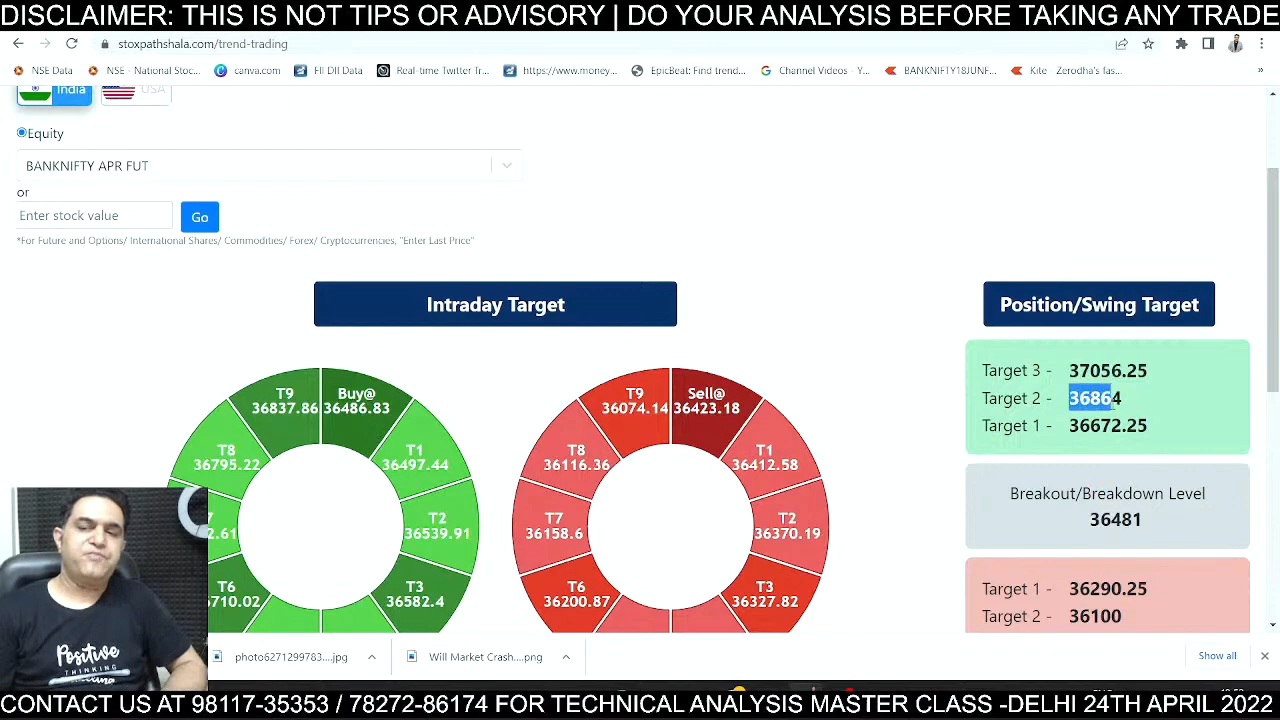 DISCLAIMER: THIS IS NOT TIPS OR ADVISORY | DO YOUR ANALYSIS BEFORE TAKING ANY TRADE
stoxpathshala.com/trend-trading
NSE Data NSE - National Stoc... canva.com FII DII Data Real-time Twitter Tr... https://www.money... EpicBeat: Find trend... Channel Videos - Y... BANKNIFTY18JUNF... Kite - Zerodha's fas... »
India USA
Equity
BANKNIFTY APR FUT
or
Enter stock value Go
*For Future and Options/ International Shares/ Commodities/ Forex/ Cryptocurrencies, "Enter Last Price"
Intraday Target
T9
36837.86
Buy@
36486.83
T8
36795.22
T1
36497.44
T2
36539.91
7
2.61
T6
6710.02
T3
36582.4
T9
36074.14
Sell@
36423.18
T8
36116.36
T1
36412.58
T7
36158.6
T2
36370.19
T6
36200.87
T3
36327.82
Position/Swing Target
Target 3 - 37056.25
Target 2 - 36864
Target 1 - 36672.25
Breakout/Breakdown Level
36481
Target 1 - 36290.25
Target 2 - 36100
Positive
THINKING
photo6271299783....jpg Will Market Crash....png Show all
CONTACT US AT 98117-35353 / 78272-86174 FOR TECHNICAL ANALYSIS MASTER CLASS -DELHI 24TH APRIL 2022